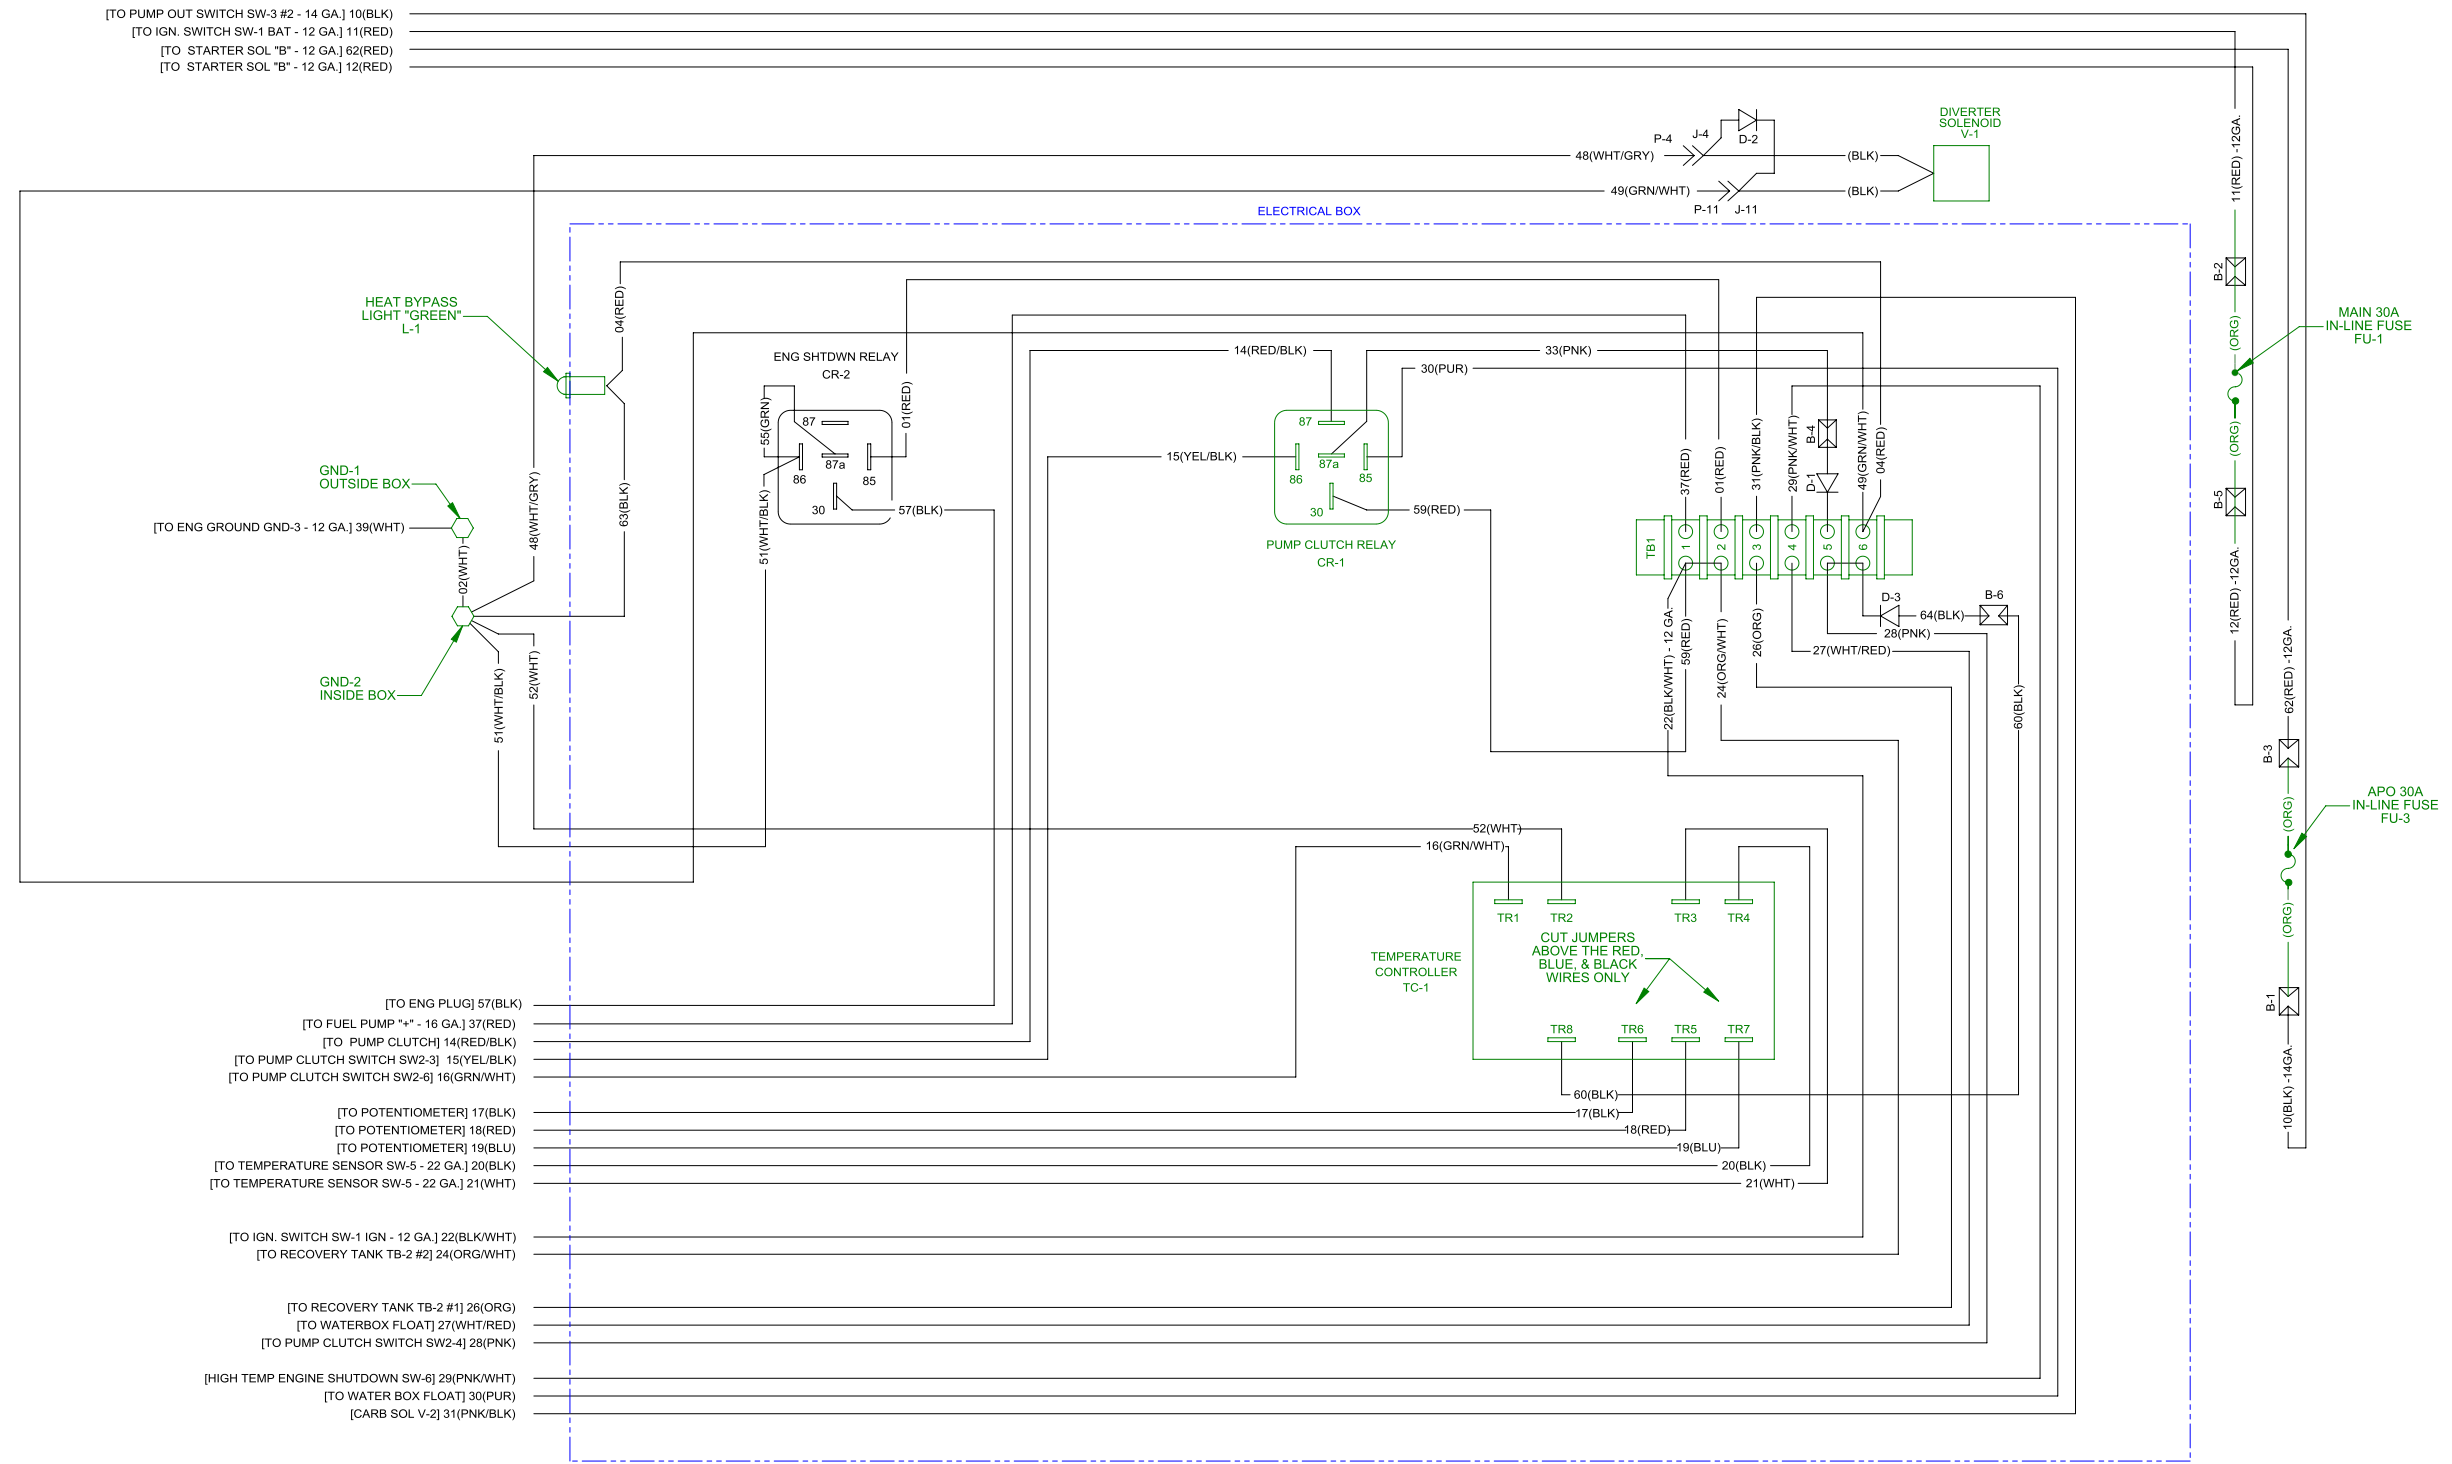 [TO PUMP OUT SWITCH SW-3 #2 - 14 GA.] 10(BLK)
[TO IGN. SWITCH SW-1 BAT - 12 GA.] 11(RED)
[TO  STARTER SOL "B" - 12 GA.] 62(RED)
[TO  STARTER SOL "B" - 12 GA.] 12(RED)
DIVERTER
SOLENOID
V-1
P-4
J-4
D-2
48(WHT/GRY)
(BLK)
49(GRN/WHT)
(BLK)
P-11
J-11
ELECTRICAL BOX
11(RED) -12GA.
B-2
(ORG)
MAIN 30A
IN-LINE FUSE
FU-1
(ORG)
B-5
12(RED) -12GA.
62(RED) -12GA.
B-3
(ORG)
APO 30A
IN-LINE FUSE
FU-3
(ORG)
B-1
10(BLK) -14GA.
HEAT BYPASS
LIGHT "GREEN"
L-1
04(RED)
63(BLK)
48(WHT/GRY)
GND-1
OUTSIDE BOX
[TO ENG GROUND GND-3 - 12 GA.] 39(WHT)
02(WHT)
GND-2
INSIDE BOX
51(WHT/BLK)
52(WHT)
ENG SHTDWN RELAY
CR-2
55(GRN)
01(RED)
87
87a
86
85
30
57(BLK)
51(WHT/BLK)
14(RED/BLK)
33(PNK)
30(PUR)
15(YEL/BLK)
87
87a
86
85
30
59(RED)
PUMP CLUTCH RELAY
CR-1
37(RED)
01(RED)
31(PNK/BLK)
29(PNK/WHT)
B-4
D-1
49(GRN/WHT)
04(RED)
TB1
1
2
3
4
5
6
22(BLK/WHT) - 12 GA.
59(RED)
24(ORG/WHT)
26(ORG)
D-3
64(BLK)
B-6
28(PNK)
27(WHT/RED)
60(BLK)
52(WHT)
16(GRN/WHT)
TR1
TR2
TR3
TR4
CUT JUMPERS
ABOVE THE RED,
BLUE, & BLACK
WIRES ONLY
TEMPERATURE
CONTROLLER
TC-1
TR8
TR6
TR5
TR7
60(BLK)
17(BLK)
18(RED)
19(BLU)
20(BLK)
21(WHT)
[TO ENG PLUG] 57(BLK)
[TO FUEL PUMP "+" - 16 GA.] 37(RED)
[TO  PUMP CLUTCH] 14(RED/BLK)
[TO PUMP CLUTCH SWITCH SW2-3]  15(YEL/BLK)
[TO PUMP CLUTCH SWITCH SW2-6] 16(GRN/WHT)
[TO POTENTIOMETER] 17(BLK)
[TO POTENTIOMETER] 18(RED)
[TO POTENTIOMETER] 19(BLU)
[TO TEMPERATURE SENSOR SW-5 - 22 GA.] 20(BLK)
[TO TEMPERATURE SENSOR SW-5 - 22 GA.] 21(WHT)
[TO IGN. SWITCH SW-1 IGN - 12 GA.] 22(BLK/WHT)
[TO RECOVERY TANK TB-2 #2] 24(ORG/WHT)
[TO RECOVERY TANK TB-2 #1] 26(ORG)
[TO WATERBOX FLOAT] 27(WHT/RED)
[TO PUMP CLUTCH SWITCH SW2-4] 28(PNK)
[HIGH TEMP ENGINE SHUTDOWN SW-6] 29(PNK/WHT)
[TO WATER BOX FLOAT] 30(PUR)
[CARB SOL V-2] 31(PNK/BLK)